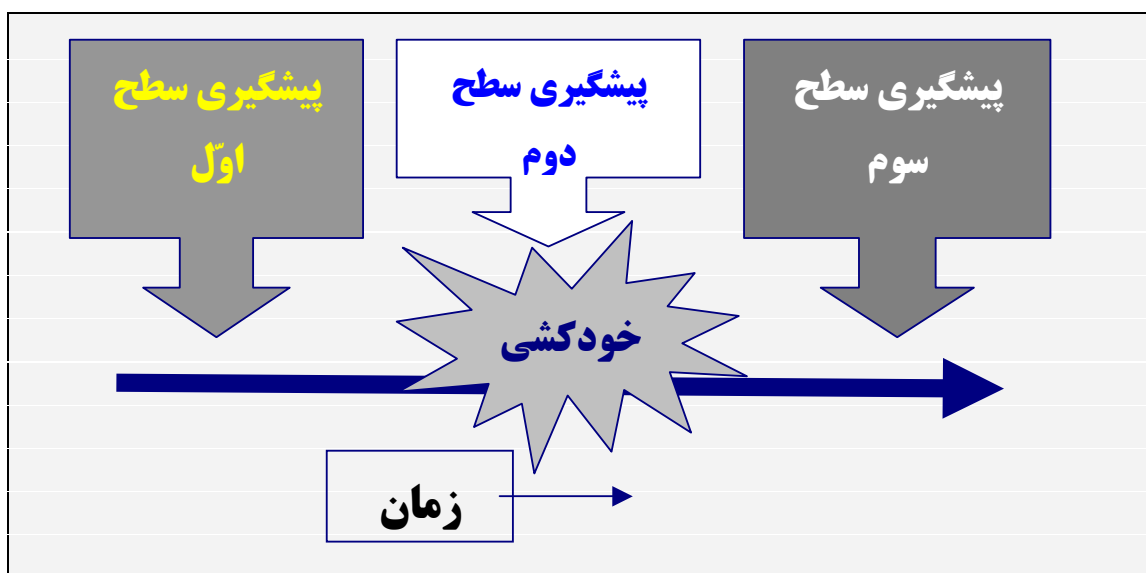 پیشگیری سطح
اوّل
پیشگیری سطح
دوم
پیشگیری سطح
سوم
خودکشی
زمان